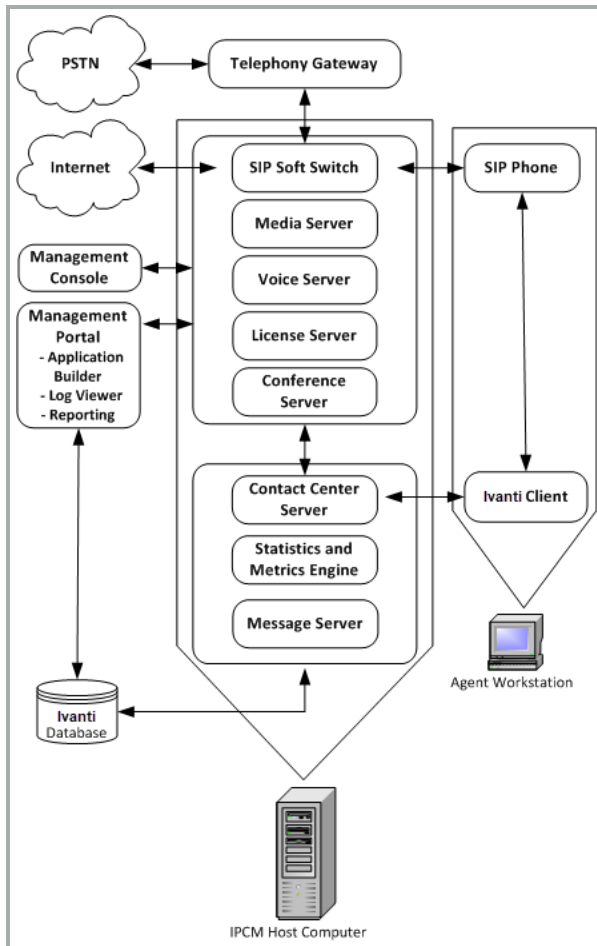 PSTN
Telephony Gateway
Internet
SIP Soft Switch
SIP Phone
Media Server
Management
Console
Voice Server
Management
Portal
- Application
Builder
- Log Viewer
- Reporting
License Server
Conference
Server
Contact Center
Server
Ivanti Client
Statistics and
Metrics Engine
Message Server
Agent Workstation
Ivanti
Database
IPCM Host Computer